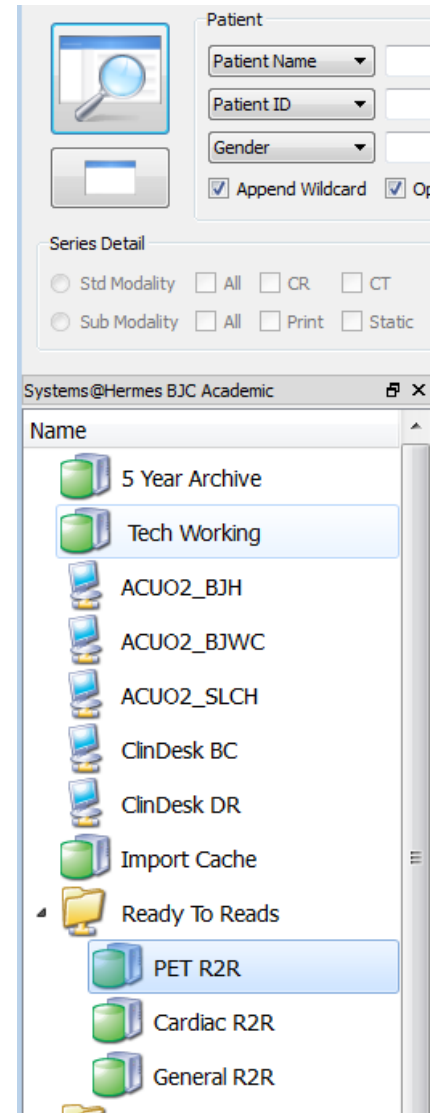 Patient
Patient Name
Patient ID
Gender
Append Wildcard
Series Detail
Std Modality All CR CT
Sub Modality All Print Static
Systems@Hermes BJC Academic
Name
5 Year Archive
Tech Working
ACUO2_BJH
ACUO2_BJWC
ACUO2_SLCH
ClinDesk BC
ClinDesk DR
Import Cache
Ready To Reads
PET R2R
Cardiac R2R
General R2R